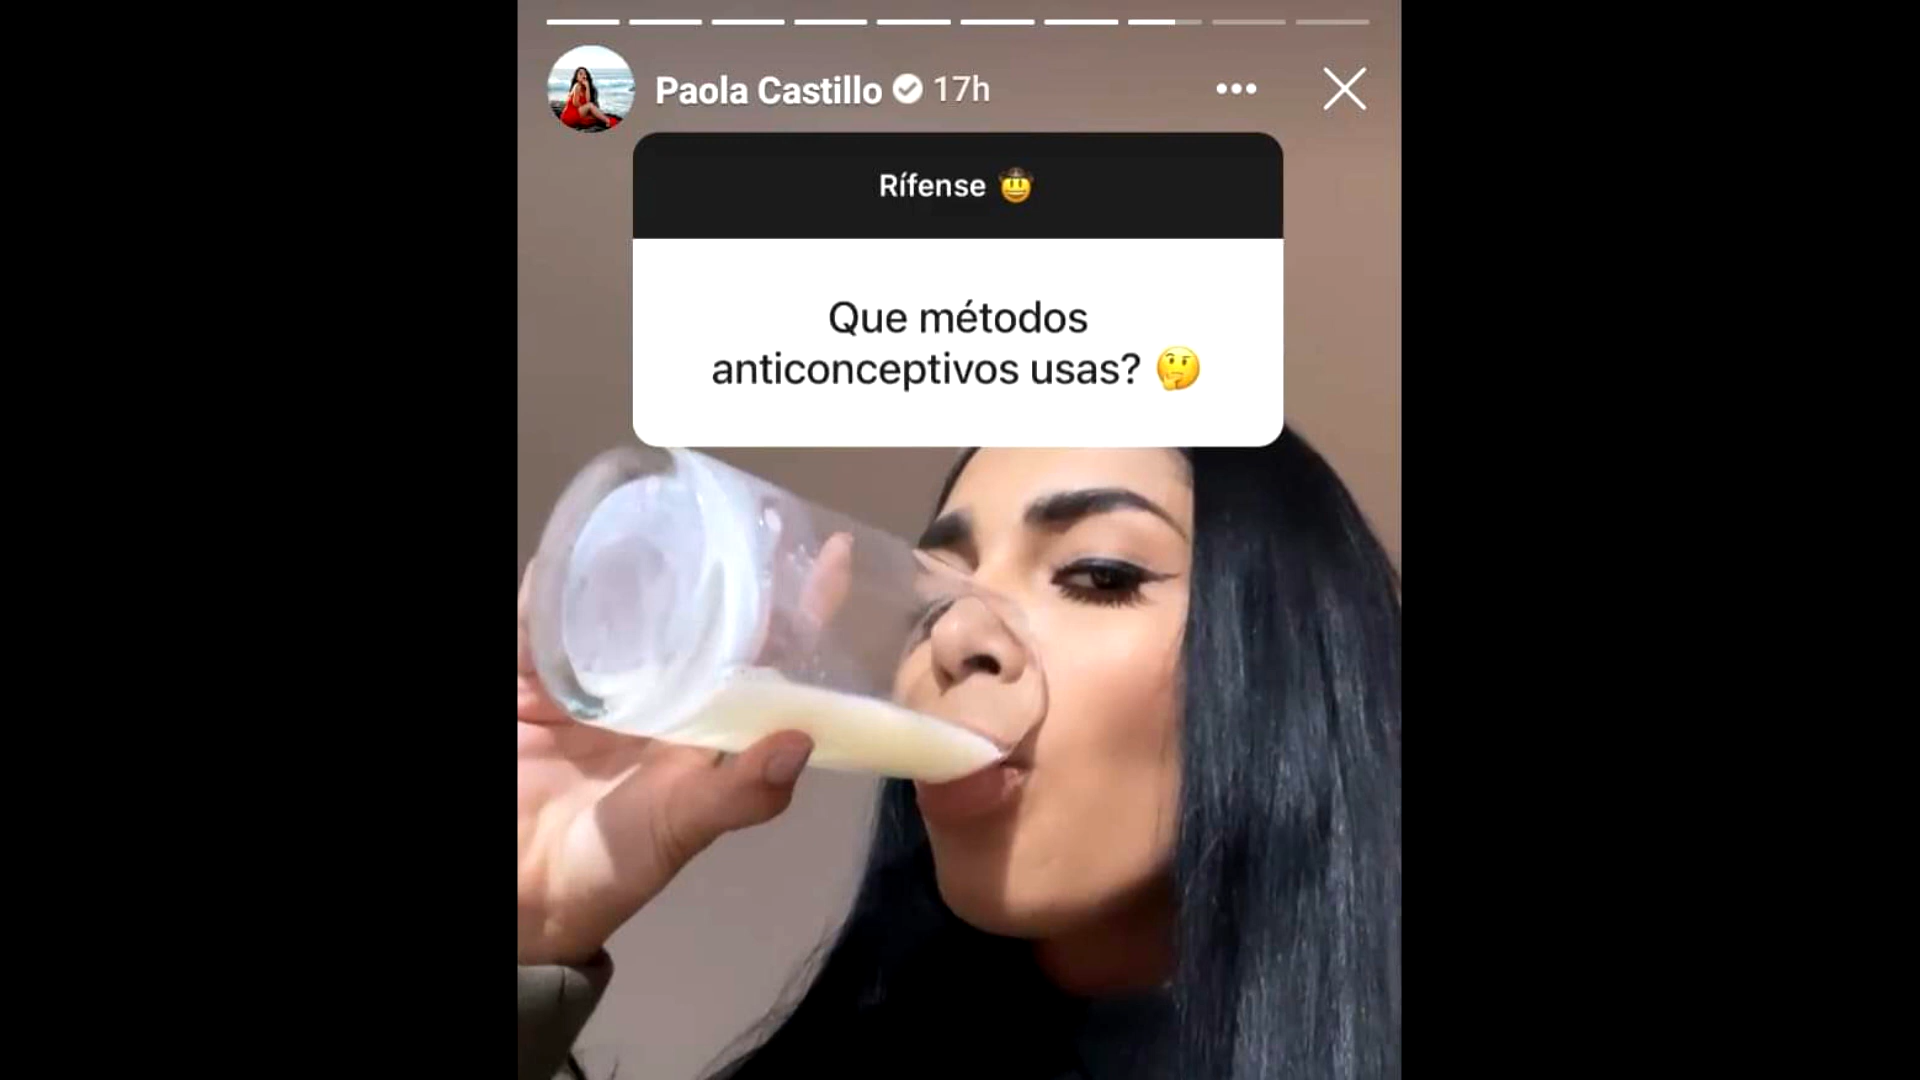 Paola Castillo 17h
Rífense 🤠
Que métodos
anticonceptivos usas? 🤔